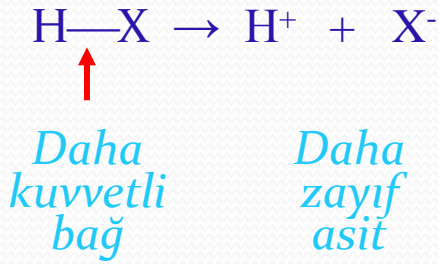 H—X → H⁺ + X⁻
Daha
kuvvetli
bağ
Daha
zayıf
asit